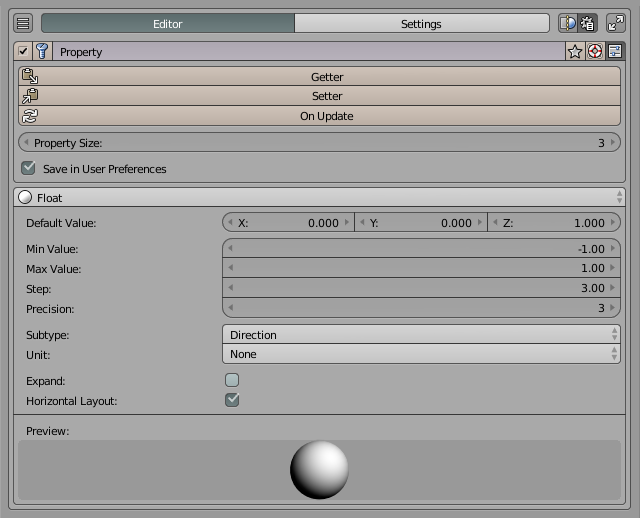 Editor Settings
Property
Getter
Setter
On Update
Property Size: 3
Save in User Preferences
Float
Default Value: X: 0.000 Y: 0.000 Z: 1.000
Min Value: -1.00
Max Value: 1.00
Step: 3.00
Precision: 3
Subtype: Direction
Unit: None
Expand:
Horizontal Layout:
Preview: